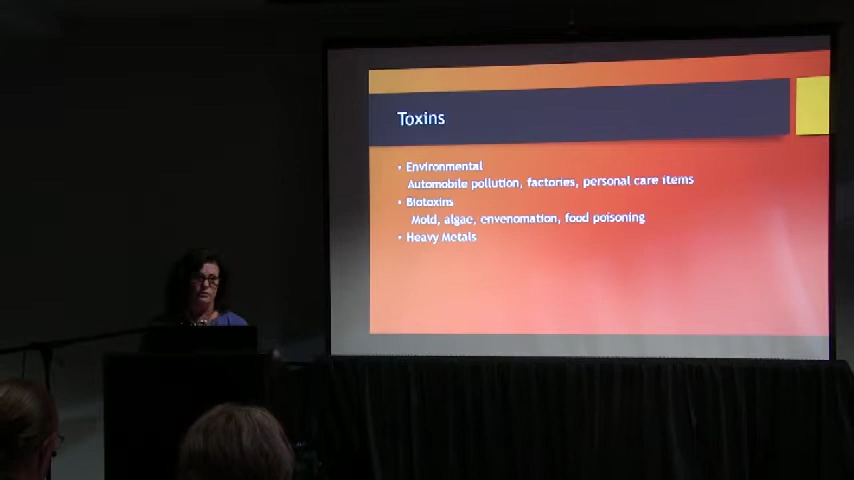 Toxins
• Environmental
Automobile pollution, factories, personal care items
• Biotoxins
Mold, algae, envenomation, food poisoning
• Heavy Metals